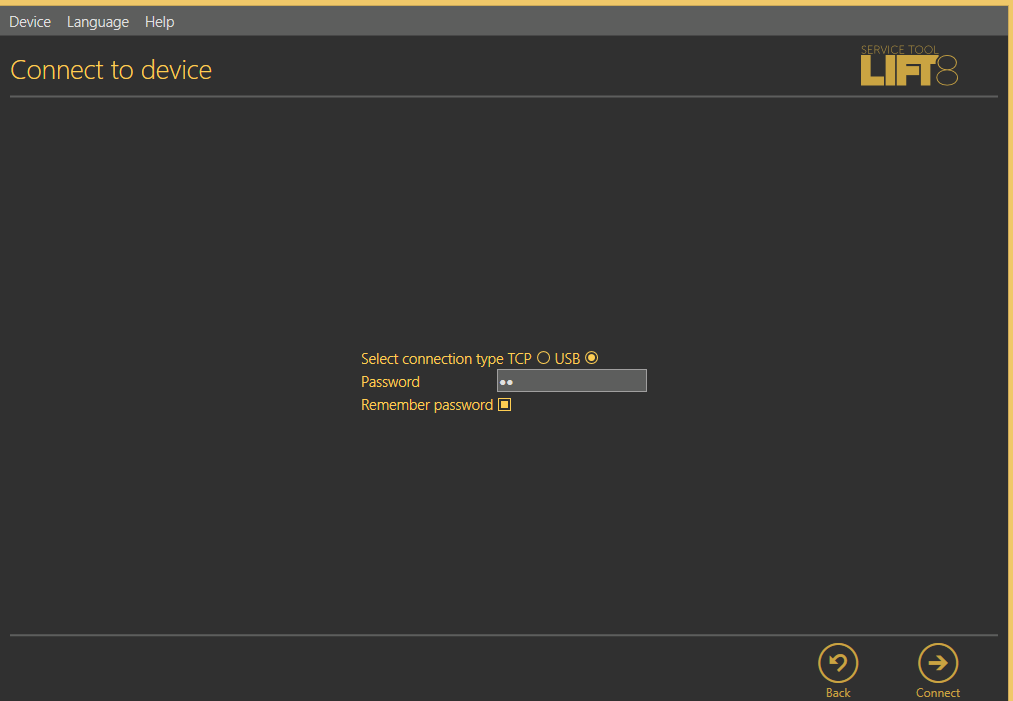 Device Language Help
Connect to device
SERVICE TOOL
LIFT8
Select connection type TCP USB
Password ●●
Remember password
Back Connect